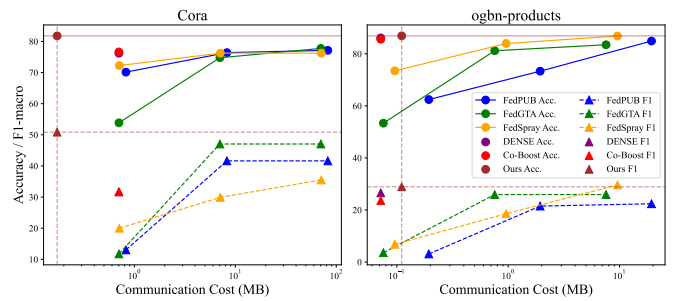 Cora
ogbn-products
Accuracy / F1-macro
80
70
60
50
40
30
20
10
10⁰
10¹
10²
Communication Cost (MB)
80
60
40
20
0
10⁻¹
10⁰
10¹
Communication Cost (MB)
FedPUB Acc.
FedGTA Acc.
FedSpray Acc.
DENSE Acc.
Co-Boost Acc.
Ours Acc.
FedPUB F1
FedGTA F1
FedSpray F1
DENSE F1
Co-Boost F1
Ours F1